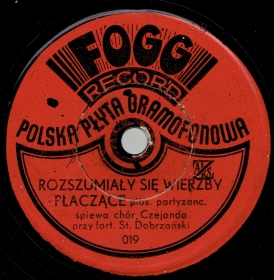 FOGG
RECORD
POLSKA PŁYTA GRAMOFONOWA
ROZSZUMIAŁY SIĘ WIERZBY
PŁACZĄCE pios. partyzanc.
śpiewa chór Czejanda
przy fort. St. Dobrzański
019